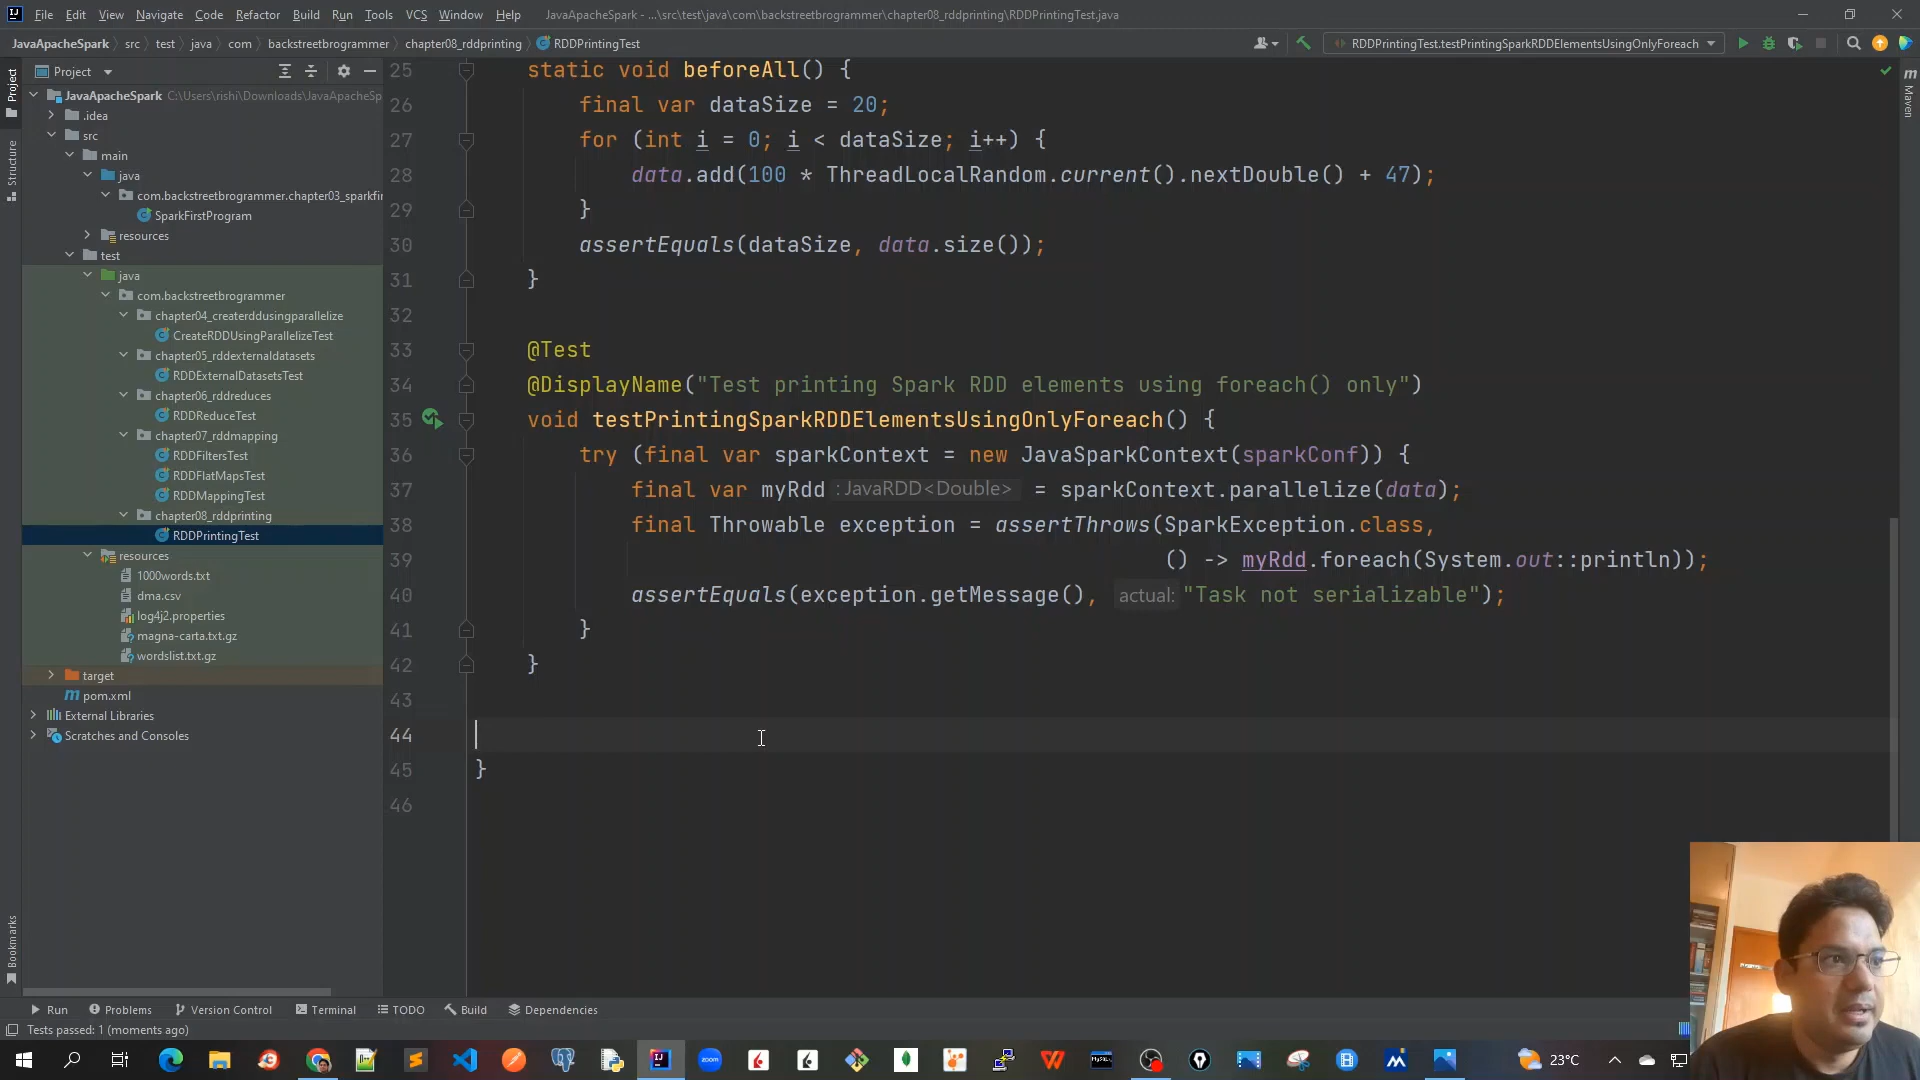 File Edit View Navigate Code Refactor Build Run Tools VCS Window Help JavaApacheSpark - ...\src\test\java\com\backstreetbrogrammer\chapter08_rddprinting\RDDPrintingTest.java
JavaApacheSpark src test java com backstreetbrogrammer chapter08_rddprinting RDDPrintingTest RDDPrintingTest.testPrintingSparkRDDElementsUsingOnlyForeach
Project
JavaApacheSpark C:\Users\rishi\Downloads\JavaApacheSp
.idea
src
main
java
com.backstreetbrogrammer.chapter03_sparkfir
SparkFirstProgram
resources
test
java
com.backstreetbrogrammer
chapter04_createrddusingparallelize
CreateRDDUsingParallelizeTest
chapter05_rddexternaldatasets
RDDExternalDatasetsTest
chapter06_rddreduces
RDDReduceTest
chapter07_rddmapping
RDDFiltersTest
RDDFlatMapsTest
RDDMappingTest
chapter08_rddprinting
RDDPrintingTest
resources
1000words.txt
dma.csv
log4j2.properties
magna-carta.txt.gz
wordslist.txt.gz
target
pom.xml
External Libraries
Scratches and Consoles
Project
Structure
Bookmarks
25 static void beforeAll() {
26 final var dataSize = 20;
27 for (int i = 0; i < dataSize; i++) {
28 data.add(100 * ThreadLocalRandom.current().nextDouble() + 47);
29 }
30 assertEquals(dataSize, data.size());
31 }
32
33 @Test
34 @DisplayName("Test printing Spark RDD elements using foreach() only")
35 void testPrintingSparkRDDElementsUsingOnlyForeach() {
36 try (final var sparkContext = new JavaSparkContext(sparkConf)) {
37 final var myRdd : JavaRDD<Double> = sparkContext.parallelize(data);
38 final Throwable exception = assertThrows(SparkException.class,
39 () -> myRdd.foreach(System.out::println));
40 assertEquals(exception.getMessage(), actual: "Task not serializable");
41 }
42 }
43
44
45 }
46
Maven
Run Problems Version Control Terminal TODO Build Dependencies
Tests passed: 1 (moments ago)
23°C